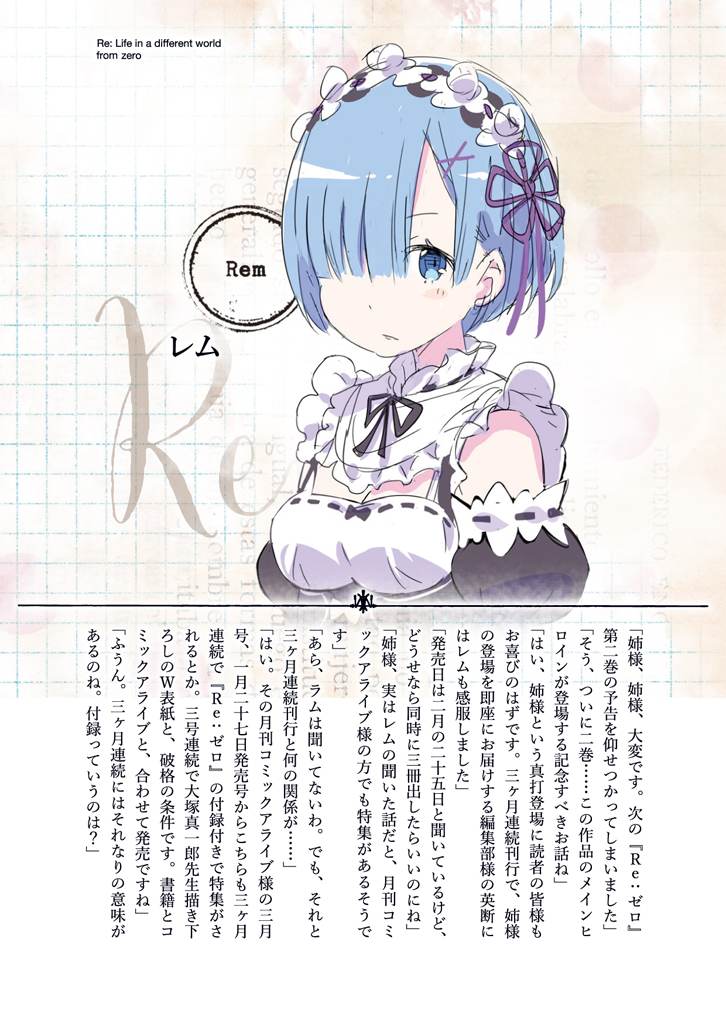 Re: Life in a different world
from zero
Rem
レム
Re
「姉様、姉様、大変です。次の『Re:ゼロ』
第二巻の予告を仰せつかってしまいました」
「そう、ついに二巻……この作品のメインヒ
ロインが登場する記念すべきお話ね」
「はい、姉様という真打登場に読者の皆様も
お喜びのはずです。三ヶ月連続刊行で、姉様
の登場を即座にお届けする編集部様の英断に
はレムも感服しました」
「発売日は二月の二十五日と聞いているけど、
どうせなら同時に三冊出したらいいのにね」
「姉様、実はレムの聞いた話だと、月刊コミ
ックアライブ様の方でも特集があるそうで
す」
「あら、ラムは聞いてないわ。でも、それと
三ヶ月連続刊行と何の関係が……」
「はい。その月刊コミックアライブ様の三月
号、一月二十七日発売号からこちらも三ヶ月
連続で『Re:ゼロ』の付録付きで特集がさ
れるとか。三号連続で大塚真一郎先生描き下
ろしのW表紙と、破格の条件です。書籍とコ
ミックアライブと、合わせて発売ですね」
「ふうん。三ヶ月連続にはそれなりの意味が
あるのね。付録っていうのは？」